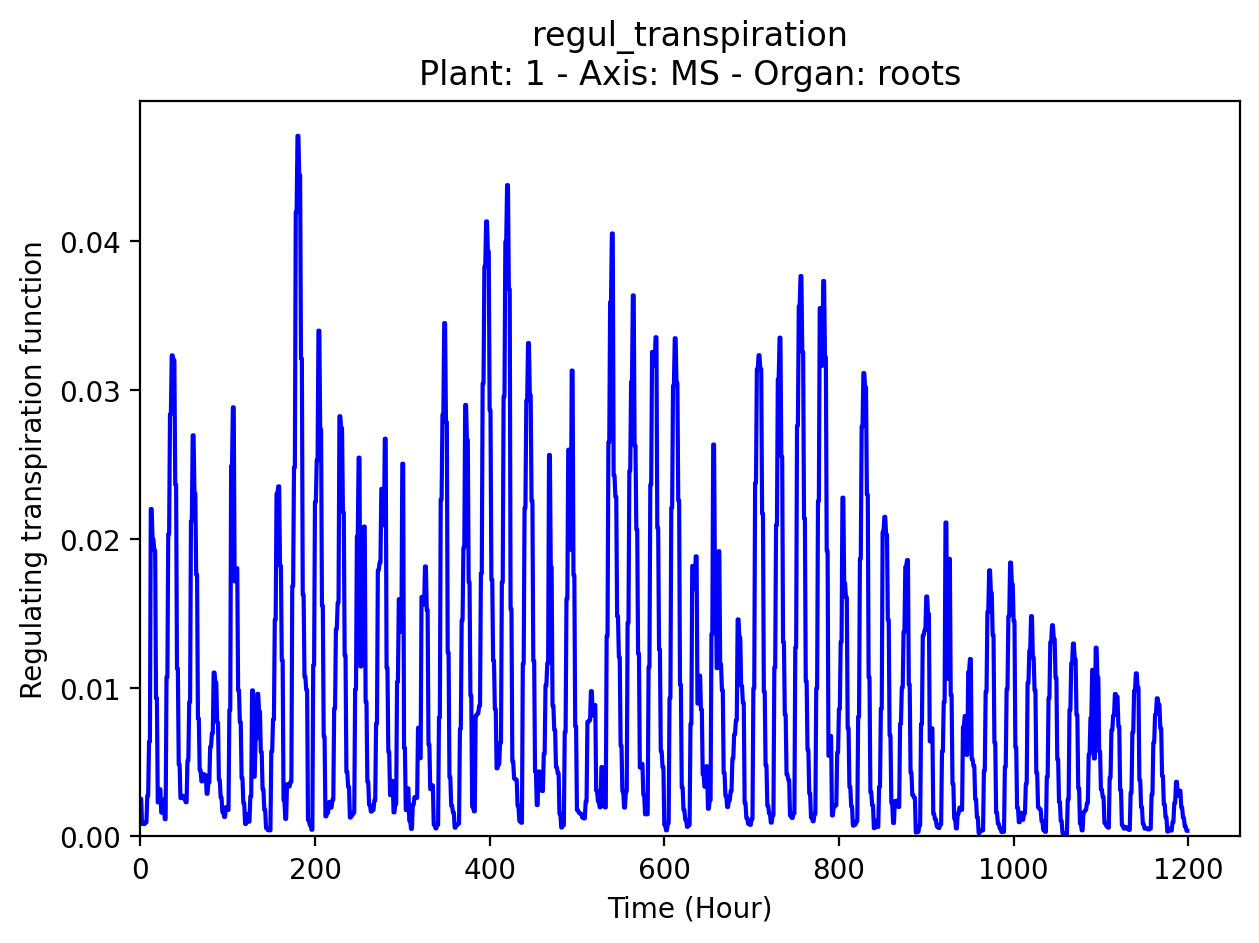 regul_transpiration
Plant: 1 - Axis: MS - Organ: roots
Regulating transpiration function
0.04
0.03
0.02
0.01
0.00
0 200 400 600 800 1000 1200
Time (Hour)